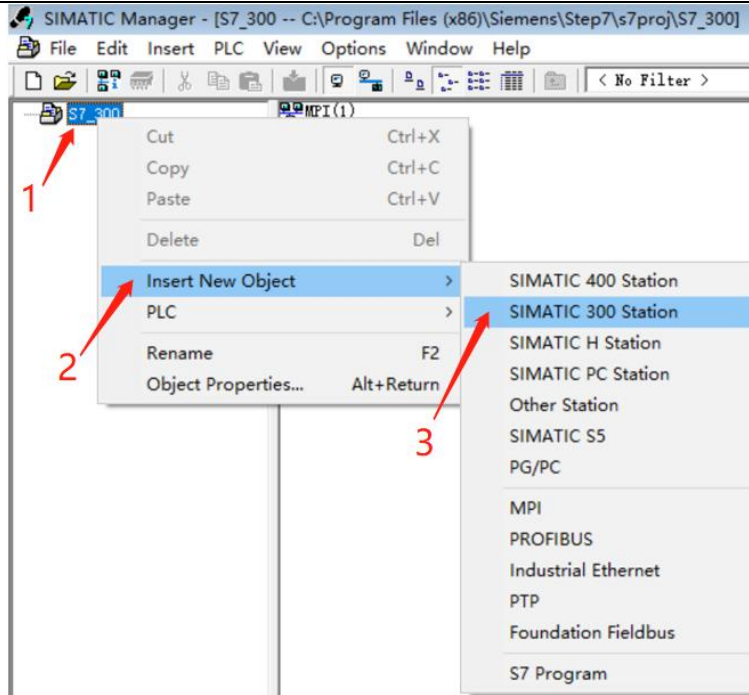 SIMATIC Manager - [S7_300 -- C:\Program Files (x86)\Siemens\Step7\s7proj\S7_300]
File Edit Insert PLC View Options Window Help
< No Filter >
S7_300
MPI(1)
1
Cut Ctrl+X
Copy Ctrl+C
Paste Ctrl+V
Delete Del
Insert New Object >
PLC >
Rename F2
Object Properties... Alt+Return
2
3
SIMATIC 400 Station
SIMATIC 300 Station
SIMATIC H Station
SIMATIC PC Station
Other Station
SIMATIC S5
PG/PC
MPI
PROFIBUS
Industrial Ethernet
PTP
Foundation Fieldbus
S7 Program